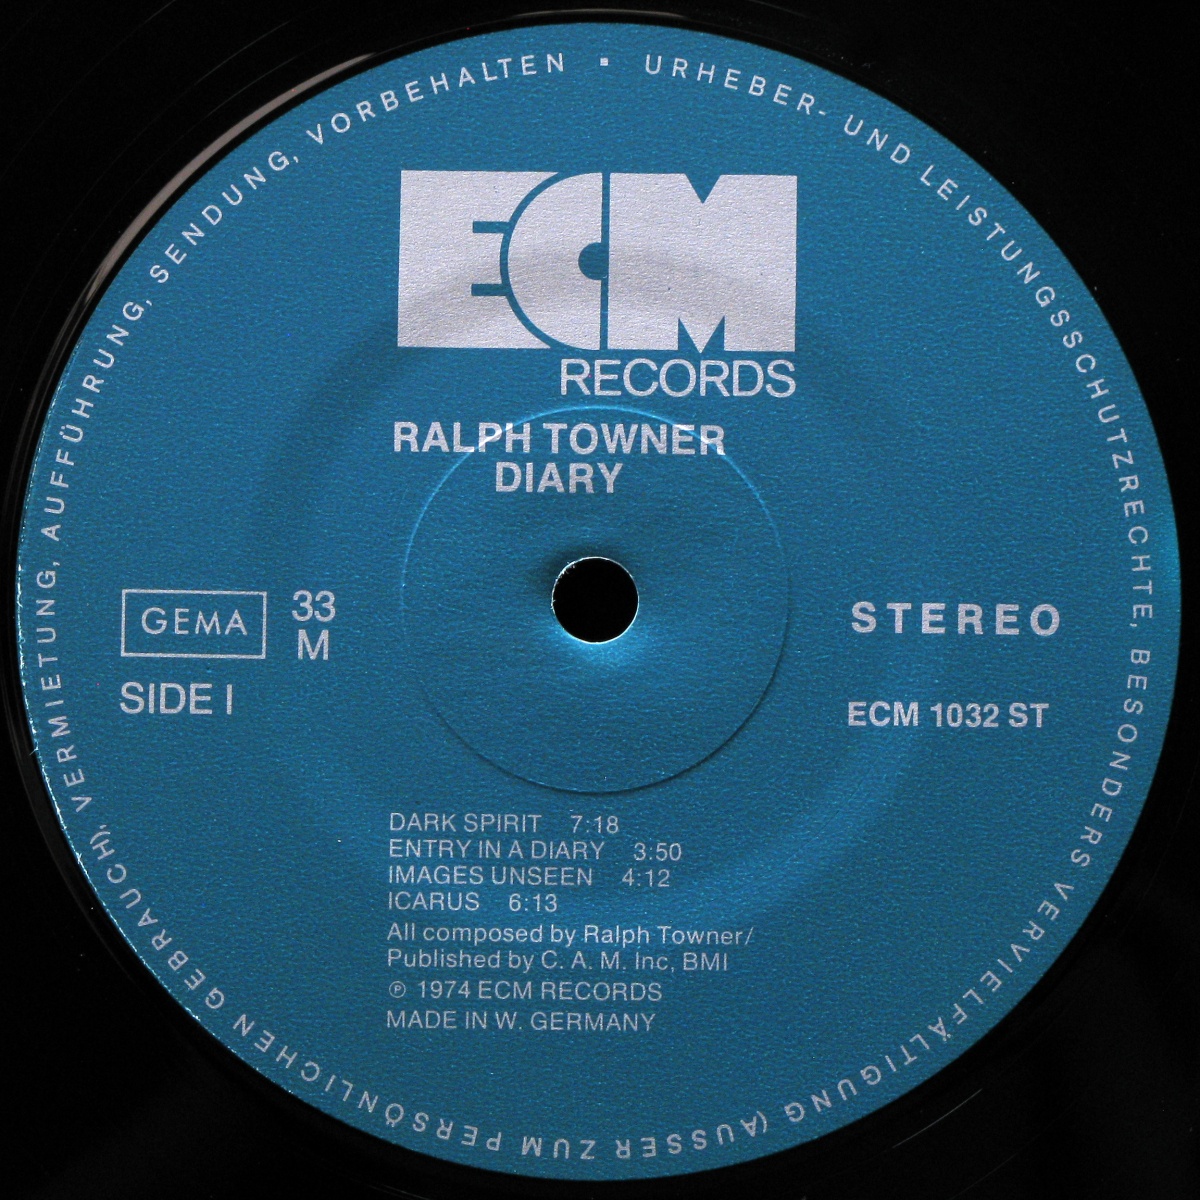 URHEBER- UND LEISTUNGSSCHUTZRECHTE, BESONDERS VERVIELFÄLTIGUNG (AUSSER ZUM PERSÖNLICHEN GEBRAUCH), VERMIETUNG, AUFFÜHRUNG, SENDUNG, VORBEHALTEN ▪
ECM
RECORDS
RALPH TOWNER
DIARY
GEMA
33
M
STEREO
SIDE I
ECM 1032 ST
DARK SPIRIT 7:18
ENTRY IN A DIARY 3:50
IMAGES UNSEEN 4:12
ICARUS 6:13
All composed by Ralph Towner/
Published by C. A. M. Inc, BMI
℗ 1974 ECM RECORDS
MADE IN W. GERMANY